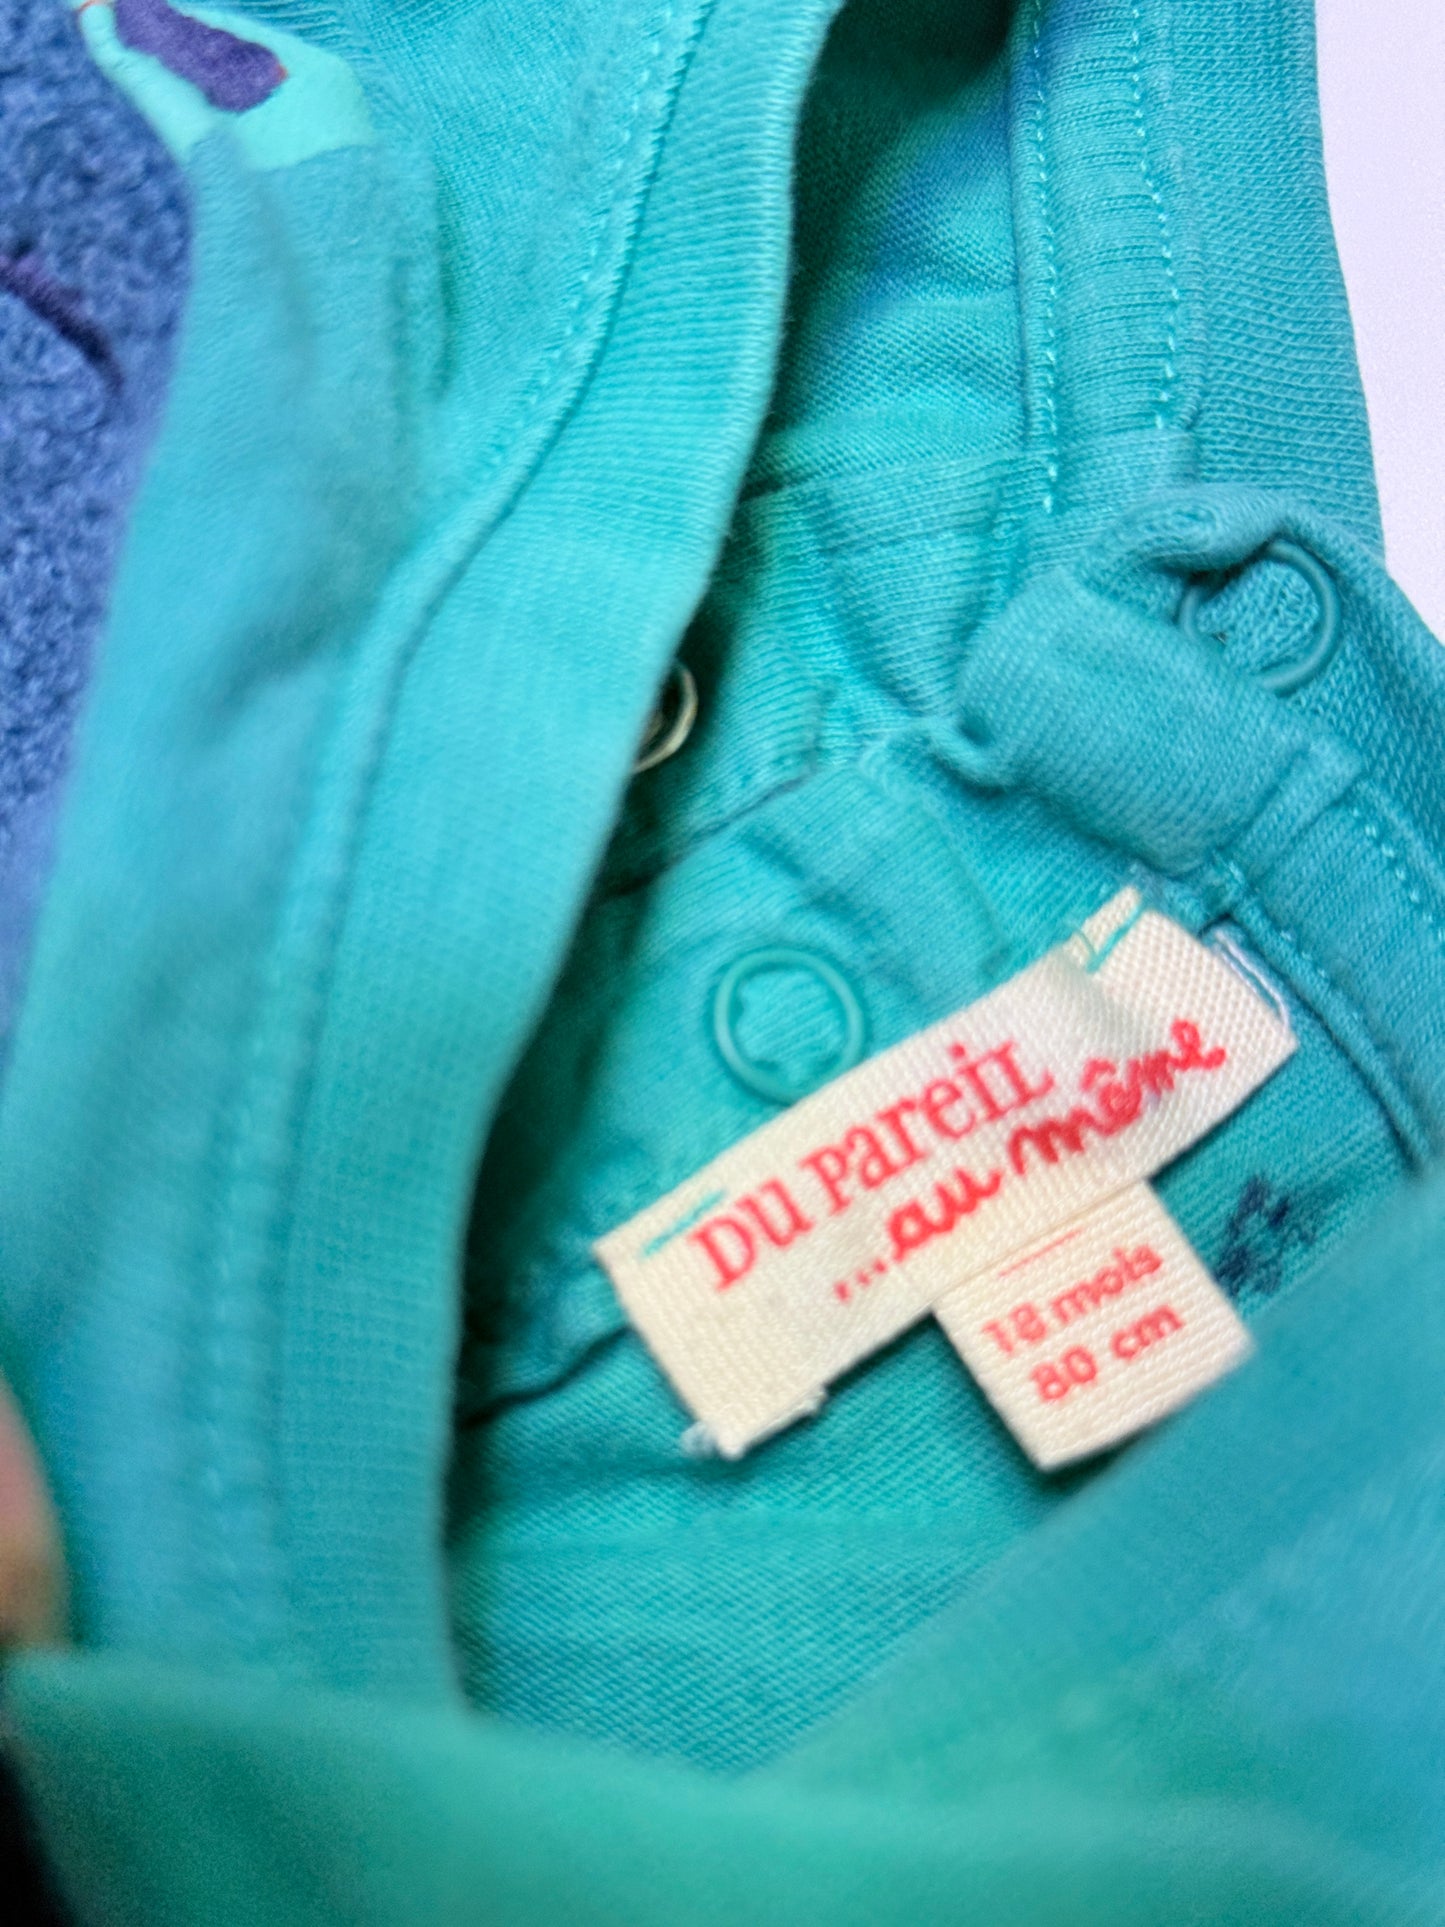 DU PAREIL
...au même
18 mois
80 cm